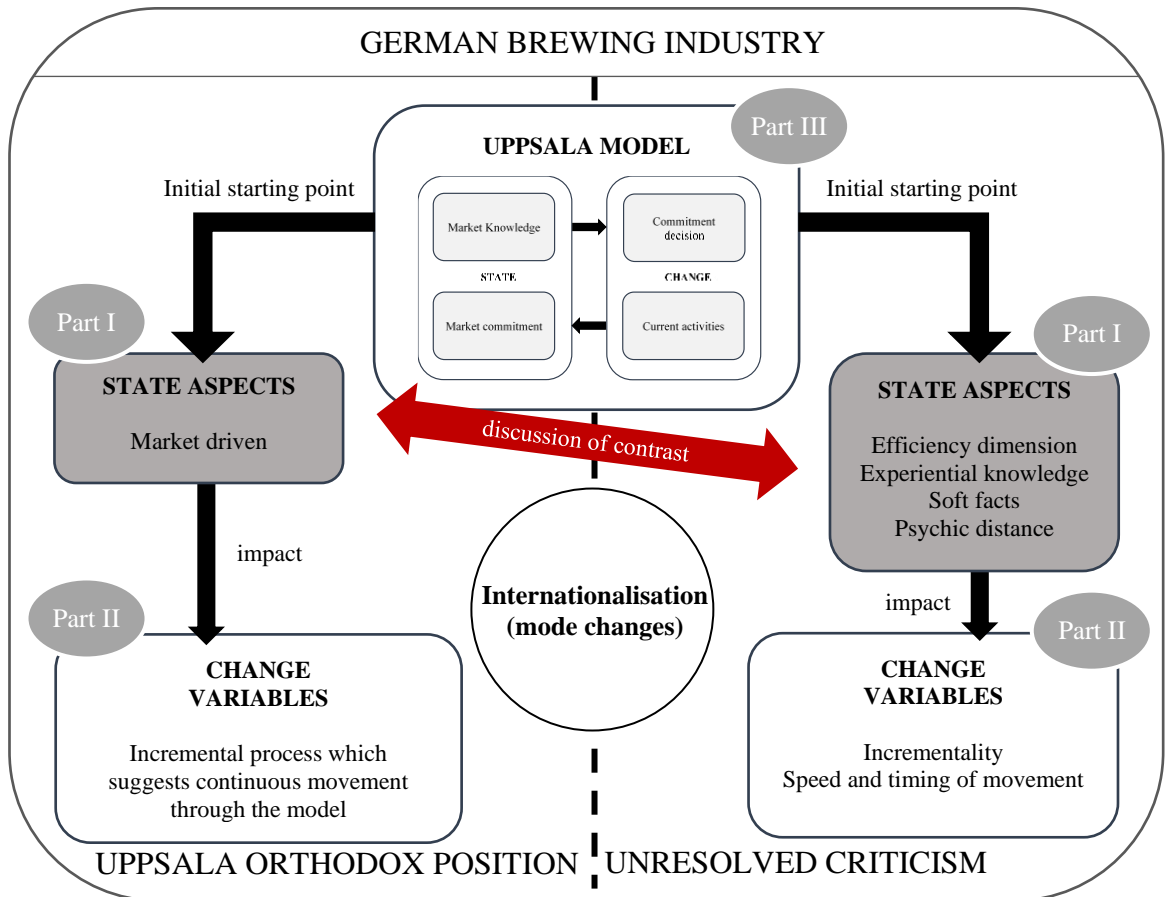 GERMAN BREWING INDUSTRY
Part III
UPPSALA MODEL
Initial starting point
Initial starting point
Market Knowledge
Commitment
decision
STATE
CHANGE
Market commitment
Current activities
Part I
Part I
STATE ASPECTS
Market driven
STATE ASPECTS
Efficiency dimension
Experiential knowledge
Soft facts
Psychic distance
discussion of contrast
impact
impact
Internationalisation
(mode changes)
Part II
Part II
CHANGE
VARIABLES
Incremental process which
suggests continuous movement
through the model
CHANGE
VARIABLES
Incrementality
Speed and timing of movement
UPPSALA ORTHODOX POSITION
UNRESOLVED CRITICISM